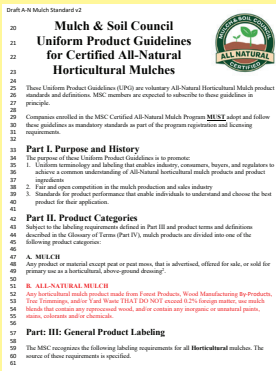 Draft A-N Mulch Standard v2
20 Mulch & Soil Council
21 Uniform Product Guidelines
22 for Certified All-Natural
23 Horticultural Mulches
24
25 These Uniform Product Guidelines (UPG) are voluntary All-Natural Horticultural Mulch product
26 standards and definitions. MSC members are expected to subscribe to these guidelines in
27 principle.
28
29 Companies enrolled in the MSC Certified All-Natural Mulch Program MUST adopt and follow
30 these guidelines as mandatory standards as part of the program registration and licensing
31 requirements.
32
33 Part I. Purpose and History
34 The purpose of these Uniform Product Guidelines is to promote:
35 1. Uniform terminology and labeling that enables industry, consumers, buyers, and regulators to
36 achieve a common understanding of All-Natural horticultural mulch products and product
37 ingredients
38 2. Fair and open competition in the mulch production and sales industry
39 3. Standards for product performance that enable individuals to understand and choose the best
40 product for their application.
41
42 Part II. Product Categories
43 Subject to the labeling requirements defined in Part III and product terms and definitions
44 described in the Glossary of Terms (Part IV), mulch products are divided into one of the
45 following product categories:
46
47 A. MULCH
48 Any product or material except peat or peat moss, that is advertised, offered for sale, or sold for
49 primary use as a horticultural, above-ground dressing
50
51 B. ALL-NATURAL MULCH
52 Any horticultural mulch product made from Forest Products, Wood Manufacturing By-Products,
53 Tree Trimmings, and/or Yard Waste THAT DO NOT exceed 0.2% foreign matter, use mulch
54 blends that contain any reprocessed wood, and/or contain any inorganic or unnatural paints,
55 stains, colorants and/or chemicals.
56
57 Part: III: General Product Labeling
58
59 The MSC recognizes the following labeling requirements for all Horticultural mulches. The
60 source of these requirements is specified.
61
MULCH & SOIL COUNCIL
ALL NATURAL
CERTIFIED